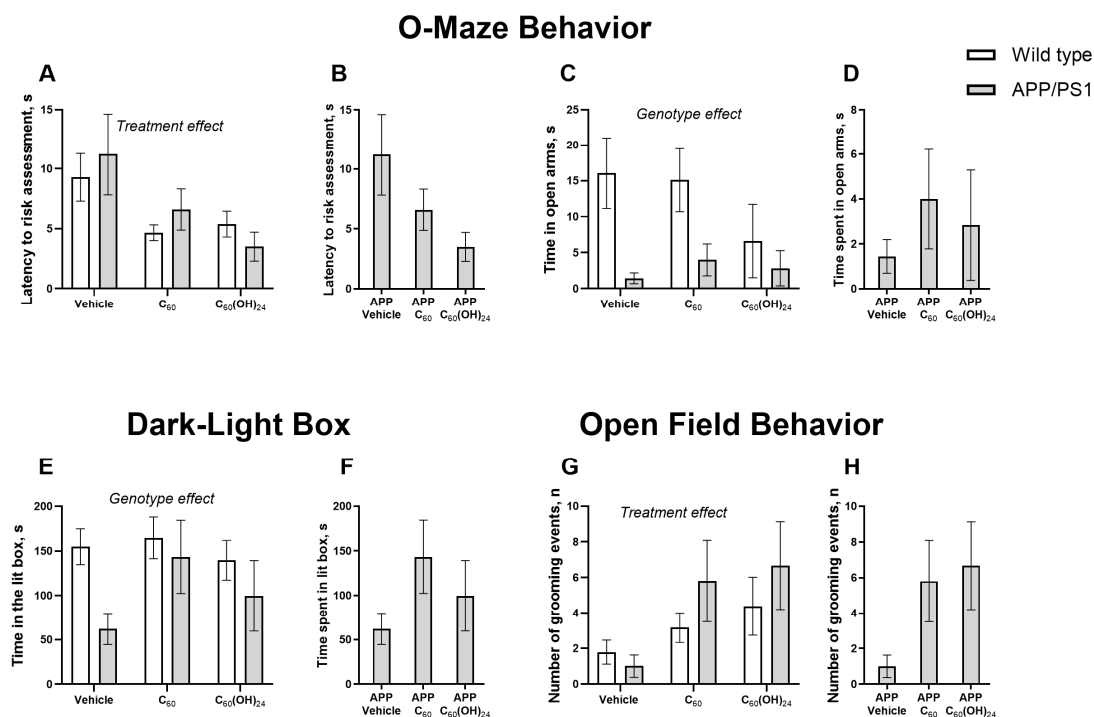 O-Maze Behavior
Wild type
APP/PS1
A
Latency to risk assessment, s
15
10
5
0
Treatment effect
Vehicle
C₆₀
C₆₀(OH)₂₄
B
Latency to risk assessment, s
15
10
5
0
APP APP APP
Vehicle C₆₀ C₆₀(OH)₂₄
C
Time in open arms, s
25
20
15
10
5
0
Genotype effect
Vehicle
C₆₀
C₆₀(OH)₂₄
D
Time spent in open arms, s
8
6
4
2
0
APP APP APP
Vehicle C₆₀ C₆₀(OH)₂₄
Dark-Light Box
E
Time in the lit box, s
200
150
100
50
0
Genotype effect
Vehicle
C₆₀
C₆₀(OH)₂₄
F
Time spent in lit box, s
200
150
100
50
0
APP APP APP
Vehicle C₆₀ C₆₀(OH)₂₄
Open Field Behavior
G
Number of grooming events, n
10
8
6
4
2
0
Treatment effect
Vehicle
C₆₀
C₆₀(OH)₂₄
H
Number of grooming events, n
10
8
6
4
2
0
APP APP APP
Vehicle C₆₀ C₆₀(OH)₂₄